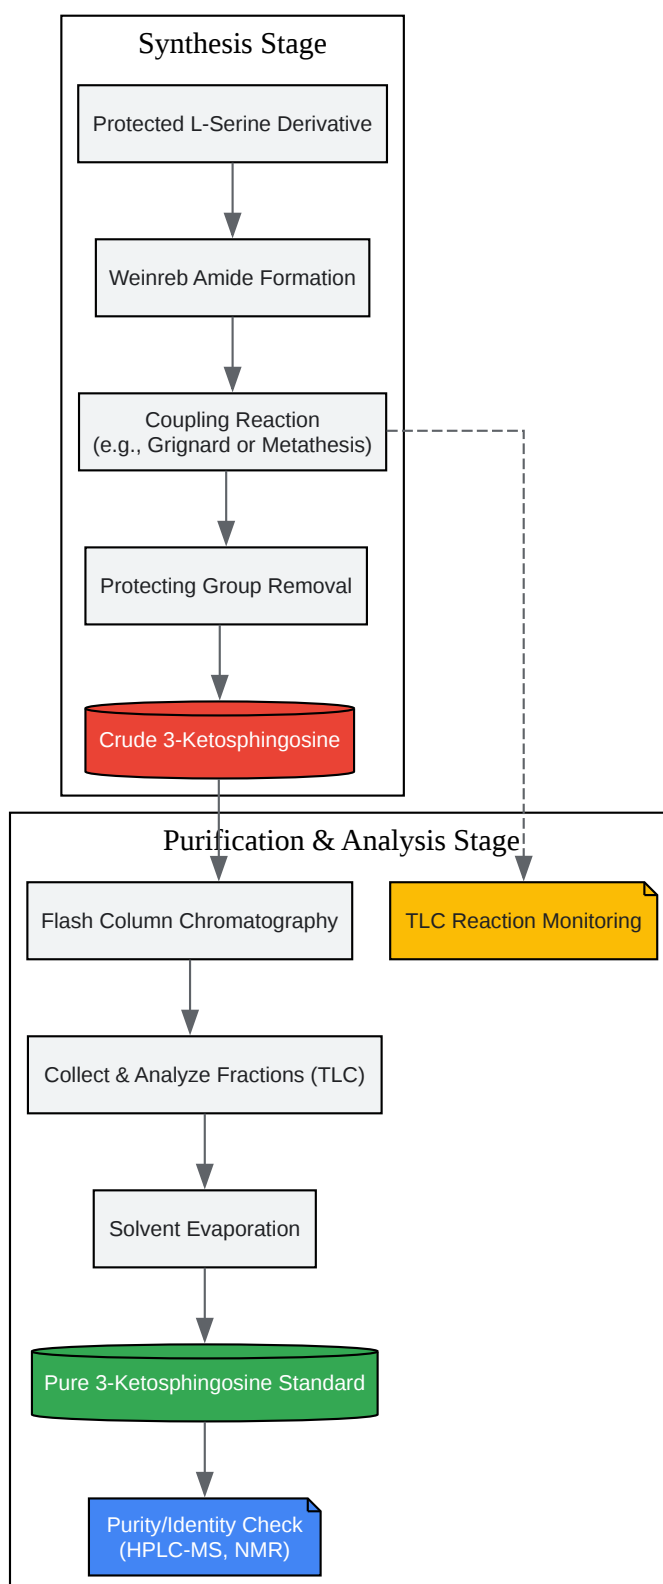 Synthesis Stage
Protected L-Serine Derivative
Weinreb Amide Formation
Coupling Reaction
(e.g., Grignard or Metathesis)
Protecting Group Removal
Crude 3-Ketosphingosine
Purification & Analysis Stage
Flash Column Chromatography
TLC Reaction Monitoring
Collect & Analyze Fractions (TLC)
Solvent Evaporation
Pure 3-Ketosphingosine Standard
Purity/Identity Check
(HPLC-MS, NMR)